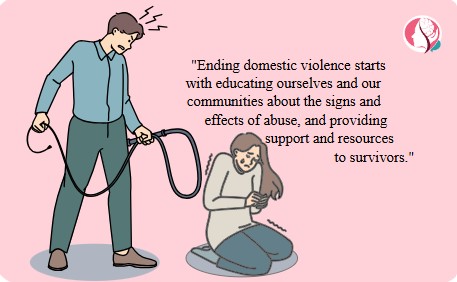 "Ending domestic violence starts
with educating ourselves and our
communities about the signs and
effects of abuse, and providing
support and resources
to survivors."